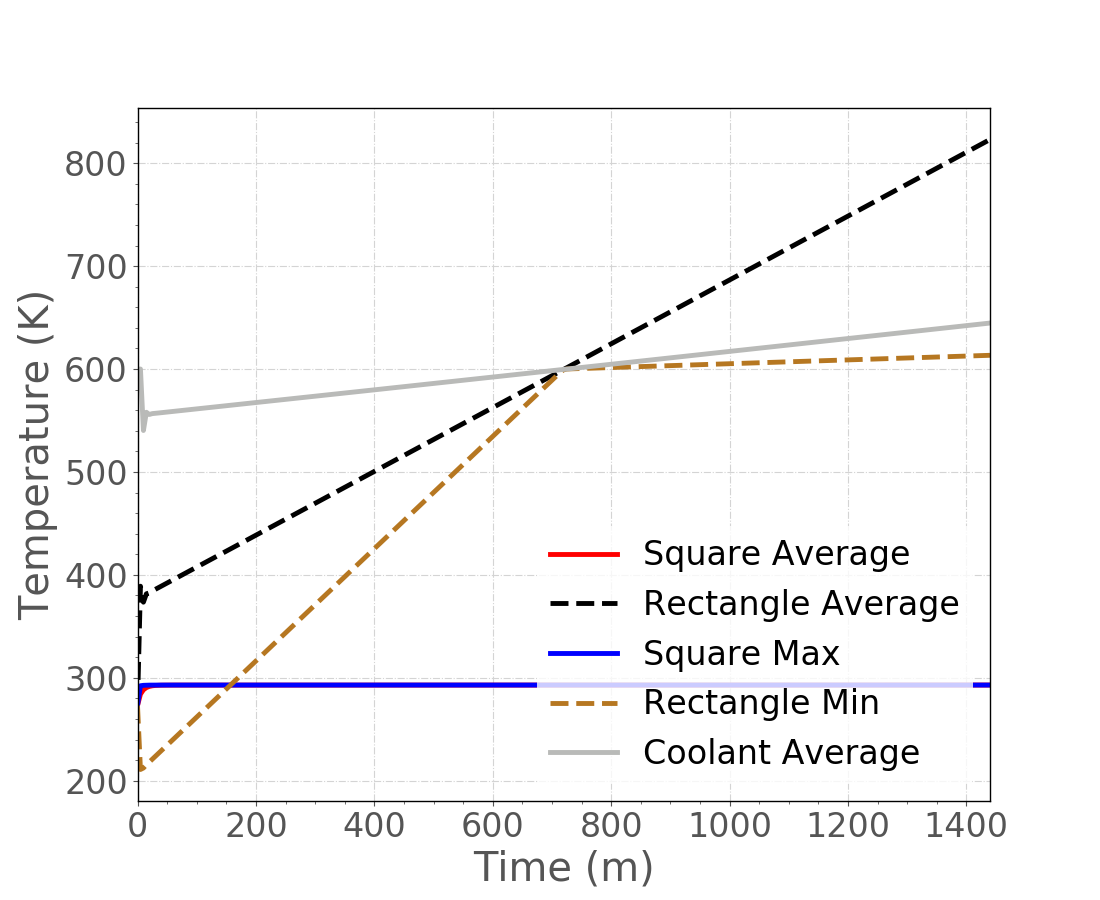 800
700
600
500
400
300
200
Temperature (K)
Square Average
Rectangle Average
Square Max
Rectangle Min
Coolant Average
0 200 400 600 800 1000 1200 1400
Time (m)